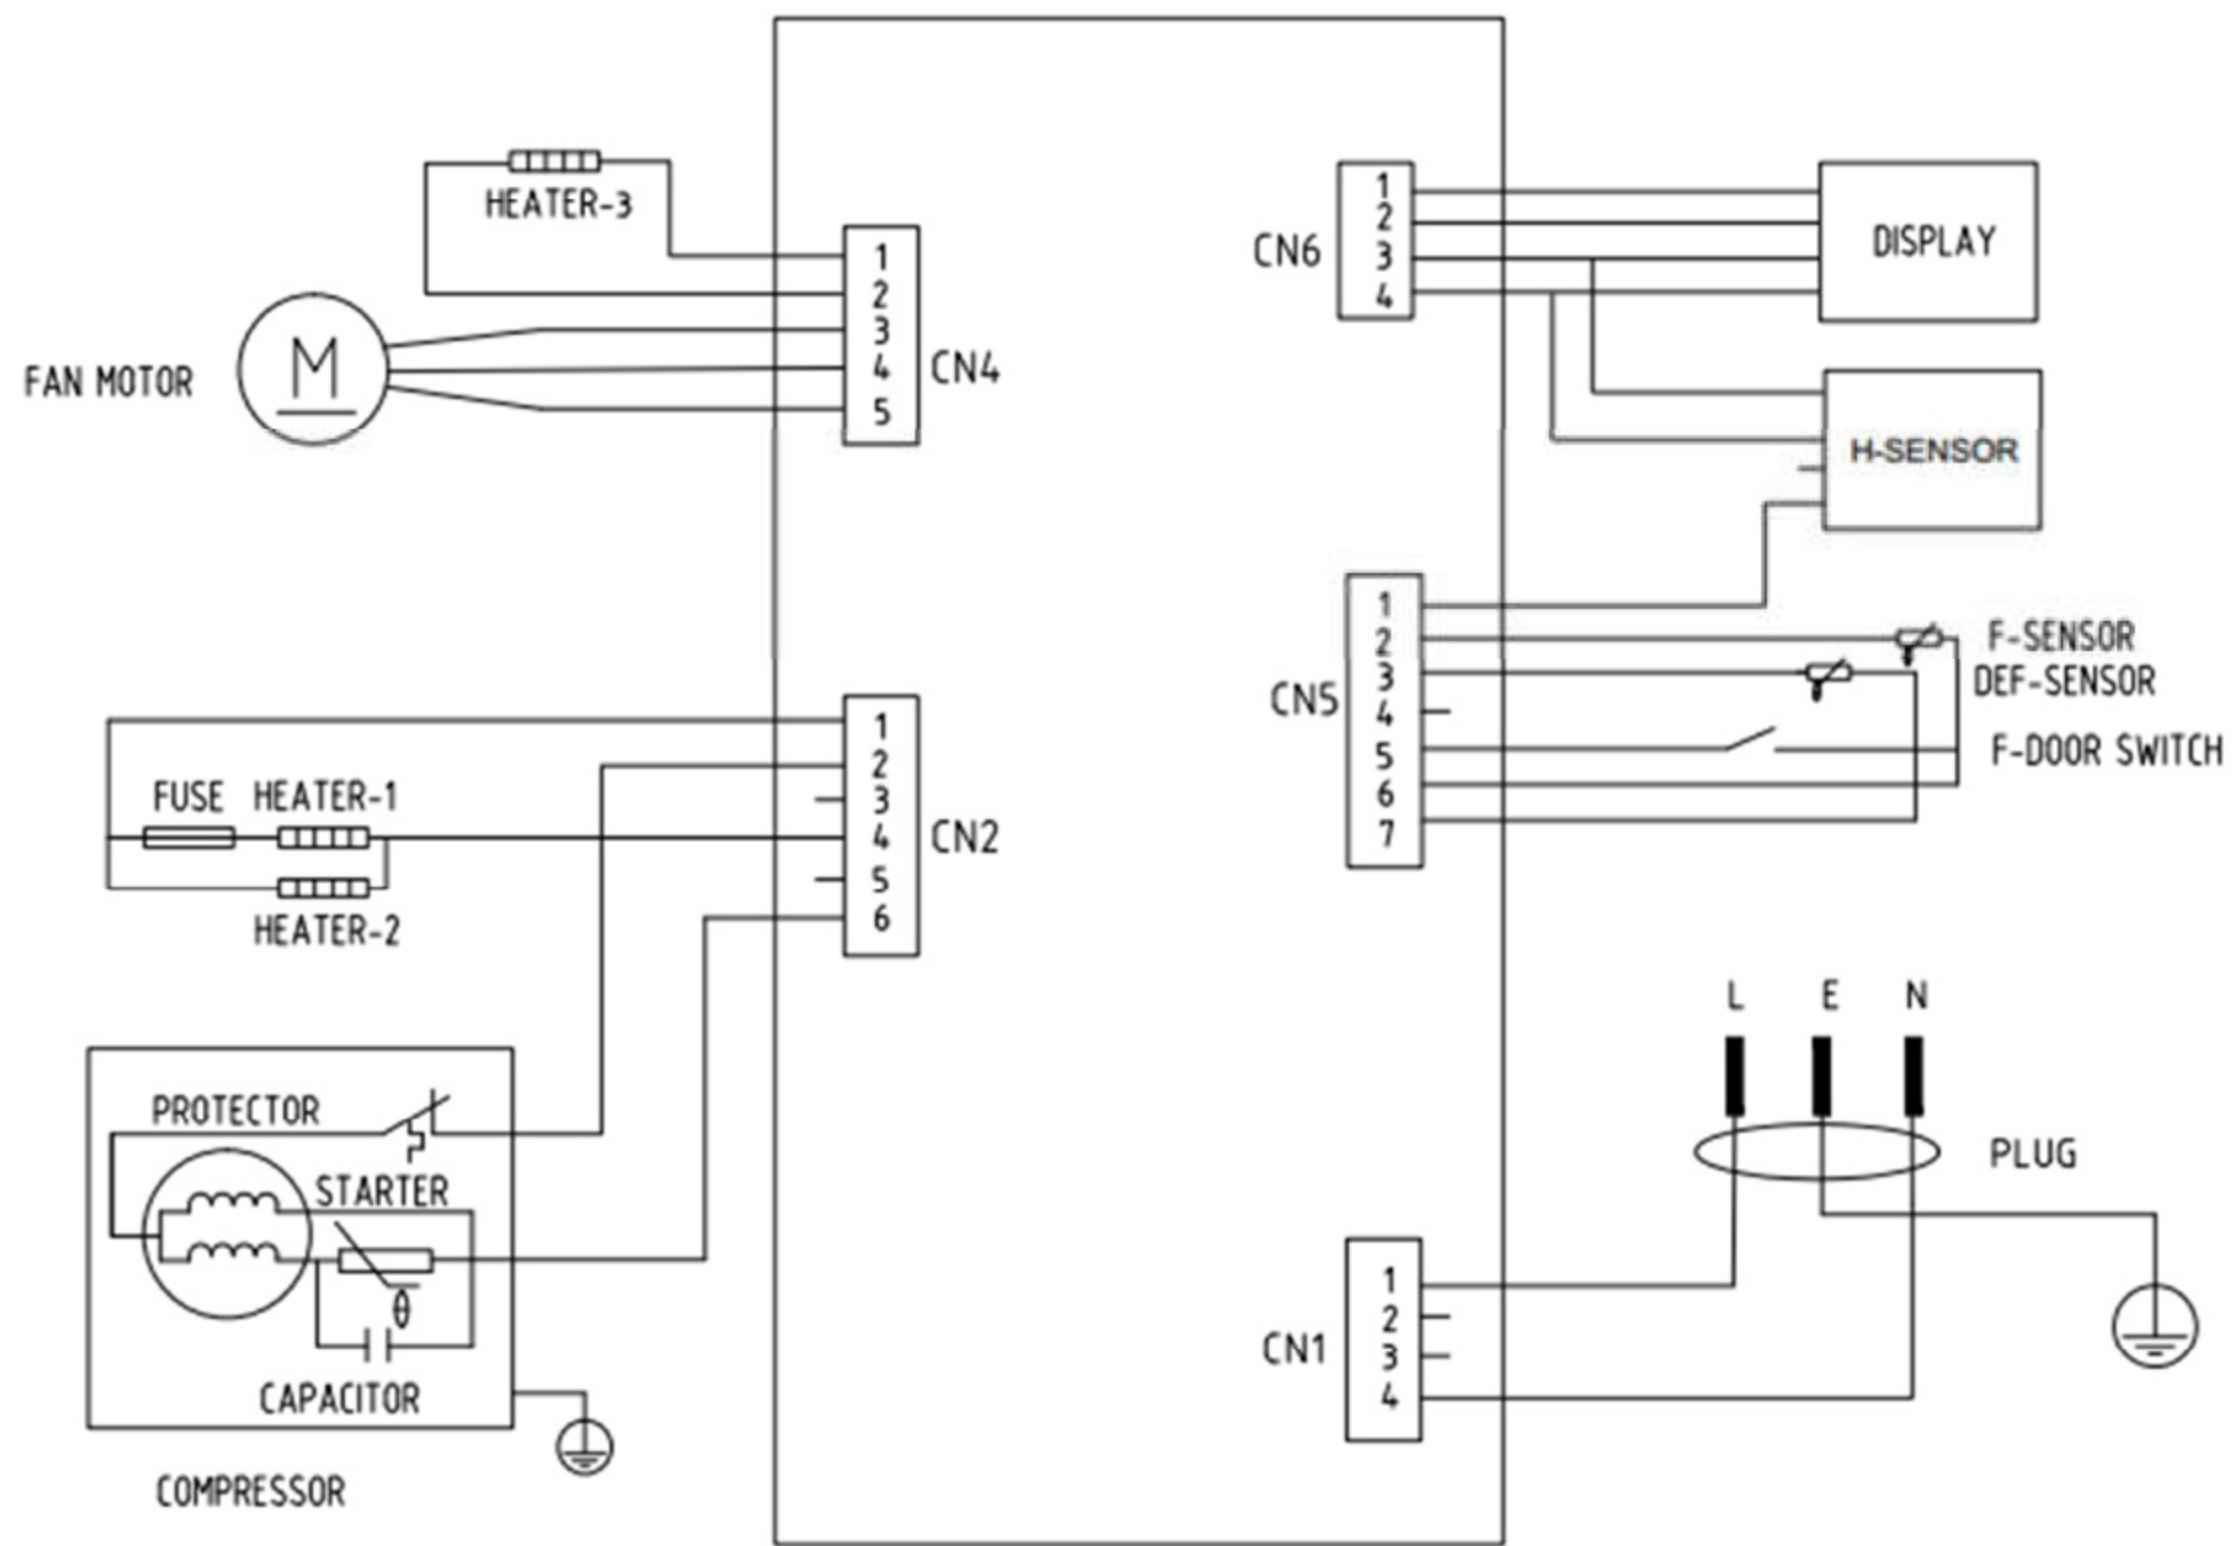 HEATER-3
1
2
3
4
5
CN4
M
FAN MOTOR
1
2
3
4
CN6
DISPLAY
H-SENSOR
1
2
3
4
5
6
7
CN5
F-SENSOR
DEF-SENSOR
F-DOOR SWITCH
1
2
3
4
5
6
CN2
FUSE HEATER-1
HEATER-2
L E N
PLUG
PROTECTOR
STARTER
θ
CAPACITOR
COMPRESSOR
1
2
3
4
CN1